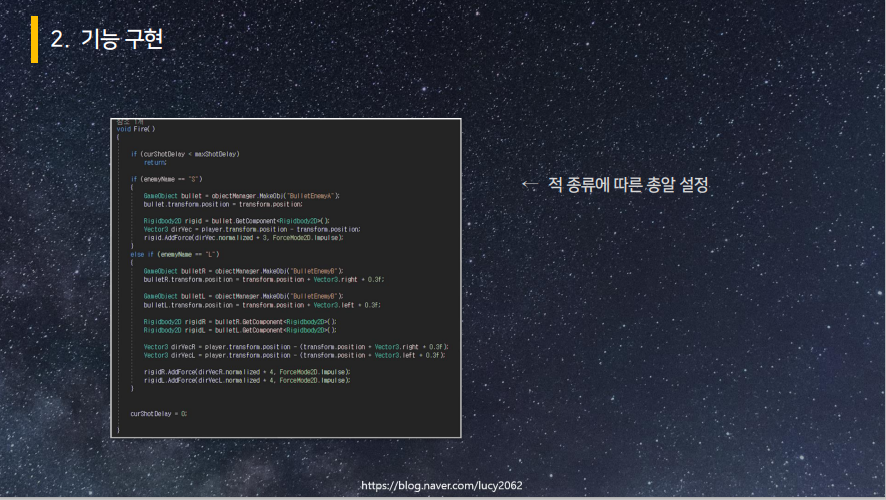 2. 기능 구현
참조 1개
void Fire()
{
if (curShotDelay < maxShotDelay)
return;
if (enemyName == "S")
{
GameObject bullet = objectManager.MakeObj("BulletEnemyA");
bullet.transform.position = transform.position;
Rigidbody2D rigid = bullet.GetComponent<Rigidbody2D>();
Vector3 dirVec = player.transform.position - transform.position;
rigid.AddForce(dirVec.normalized * 3, ForceMode2D.Impulse);
}
else if (enemyName == "L")
{
GameObject bulletR = objectManager.MakeObj("BulletEnemyB");
bulletR.transform.position = transform.position + Vector3.right * 0.3f;
GameObject bulletL = objectManager.MakeObj("BulletEnemyB");
bulletL.transform.position = transform.position + Vector3.left * 0.3f;
Rigidbody2D rigidR = bulletR.GetComponent<Rigidbody2D>();
Rigidbody2D rigidL = bulletL.GetComponent<Rigidbody2D>();
Vector3 dirVecR = player.transform.position - (transform.position + Vector3.right * 0.3f);
Vector3 dirVecL = player.transform.position - (transform.position + Vector3.left * 0.3f);
rigidR.AddForce(dirVecR.normalized * 4, ForceMode2D.Impulse);
rigidL.AddForce(dirVecL.normalized * 4, ForceMode2D.Impulse);
}
curShotDelay = 0;
}
← 적 종류에 따른 총알 설정
https://blog.naver.com/lucy2062